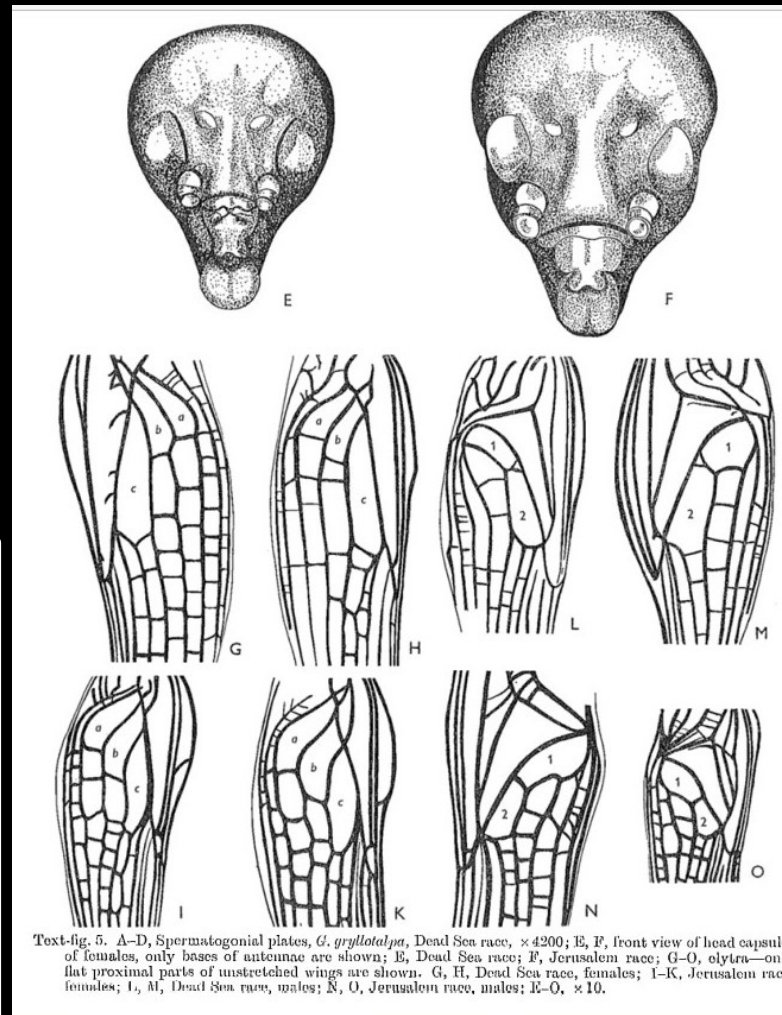 E
F
a
b
c
G
a
b
c
H
1
2
L
1
2
M
a
b
c
I
a
b
c
K
1
2
N
1
2
O
Text-fig. 5. A–D, Spermatogonial plates, G. gryllotalpa, Dead Sea race, ×4200; E, F, front view of head capsul
of females, only bases of antennae are shown; E, Dead Sea race; F, Jerusalem race; G–O, elytra—on
flat proximal parts of unstretched wings are shown. G, H, Dead Sea race, females; I–K, Jerusalem rac
females; L, M, Dead Sea race, males; N, O, Jerusalem race, males; E–O, ×10.